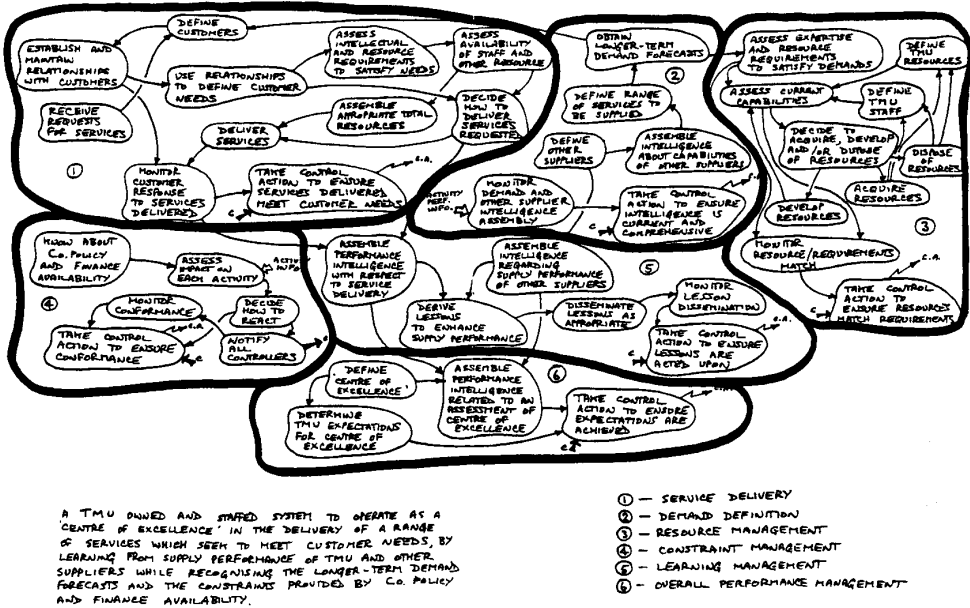 DEFINE
CUSTOMERS
ESTABLISH AND
MAINTAIN
RELATIONSHIPS
WITH CUSTOMERS
RECEIVE
REQUESTS
FOR SERVICES
USE RELATIONSHIPS
TO DEFINE CUSTOMER
NEEDS
ASSESS
INTELLECTUAL
AND RESOURCE
REQUIREMENTS
TO SATISFY NEEDS
ASSESS
AVAILABILITY
OF STAFF AND
OTHER RESOURCE
ASSEMBLE
APPROPRIATE TOTAL
RESOURCES
DECIDE
HOW TO
DELIVER
SERVICES
REQUESTED
DELIVER
SERVICES
MONITOR
CUSTOMER
RESPONSE
TO SERVICES
DELIVERED
TAKE CONTROL
ACTION TO ENSURE
SERVICES DELIVERED
MEET CUSTOMER NEEDS
C.A.
C
1
OBTAIN
LONGER-TERM
DEMAND FORECASTS
2
DEFINE RANGE
OF SERVICES TO
BE SUPPLIED
DEFINE
OTHER
SUPPLIERS
ASSEMBLE
INTELLIGENCE
ABOUT CAPABILITIES
OF OTHER SUPPLIERS
ACTIVITY
PERF.
INFO.
MONITOR
DEMAND AND
OTHER SUPPLIER
INTELLIGENCE
ASSEMBLY
TAKE CONTROL
ACTION TO ENSURE
INTELLIGENCE IS
CURRENT AND
COMPREHENSIVE
C
ASSESS EXPERTISE
AND RESOURCE
REQUIREMENTS
TO SATISFY DEMANDS
DEFINE
TMU
RESOURCES
ASSESS CURRENT
CAPABILITIES
DEFINE
TMU
STAFF
DECIDE TO
ACQUIRE, DEVELOP
AND/OR DISPOSE
OF RESOURCES
DISPOSE
OF
RESOURCES
ACQUIRE
RESOURCES
DEVELOP
RESOURCES
3
MONITOR
RESOURCE/REQUIREMENTS
MATCH
C.A.
TAKE CONTROL
ACTION TO
ENSURE RESOURCES
MATCH REQUIREMENTS
C
KNOW ABOUT
CO. POLICY
AND FINANCE
AVAILABILITY
ASSESS
IMPACT ON
EACH ACTIVITY
4
MONITOR
CONFORMANCE
DECIDE
HOW TO
REACT
C.A.
TAKE CONTROL
ACTION TO ENSURE
CONFORMANCE
C
NOTIFY
ALL
CONTROLLERS
C
ASSEMBLE
PERFORMANCE
INTELLIGENCE
WITH RESPECT
TO SERVICE
DELIVERY
ASSEMBLE
INTELLIGENCE
REGARDING
SUPPLY PERFORMANCE
OF OTHER SUPPLIERS
5
DERIVE
LESSONS
TO ENHANCE
SUPPLY PERFORMANCE
DISSEMINATE
LESSONS AS
APPROPRIATE
MONITOR
LESSON
DISSEMINATION
C.A.
TAKE CONTROL
ACTION TO ENSURE
LESSONS ARE
ACTED UPON
C
DEFINE
'CENTRE OF
EXCELLENCE'
ASSEMBLE
PERFORMANCE
INTELLIGENCE
RELATED TO AN
ASSESSMENT OF
CENTRE OF
EXCELLENCE
6
DETERMINE
TMU EXPECTATIONS
FOR CENTRE OF
EXCELLENCE
TAKE CONTROL
ACTION TO ENSURE
EXPECTATIONS ARE
ACHIEVED
C
A TMU OWNED AND STAFFED SYSTEM TO OPERATE AS A
'CENTRE OF EXCELLENCE' IN THE DELIVERY OF A RANGE
OF SERVICES WHICH SEEK TO MEET CUSTOMER NEEDS, BY
LEARNING FROM SUPPLY PERFORMANCE OF TMU AND OTHER
SUPPLIERS WHILE RECOGNISING THE LONGER-TERM DEMAND
FORECASTS AND THE CONSTRAINTS PROVIDED BY CO. POLICY
AND FINANCE AVAILABILITY.
1 – SERVICE DELIVERY
2 – DEMAND DEFINITION
3 – RESOURCE MANAGEMENT
4 – CONSTRAINT MANAGEMENT
5 – LEARNING MANAGEMENT
6 – OVERALL PERFORMANCE MANAGEMENT